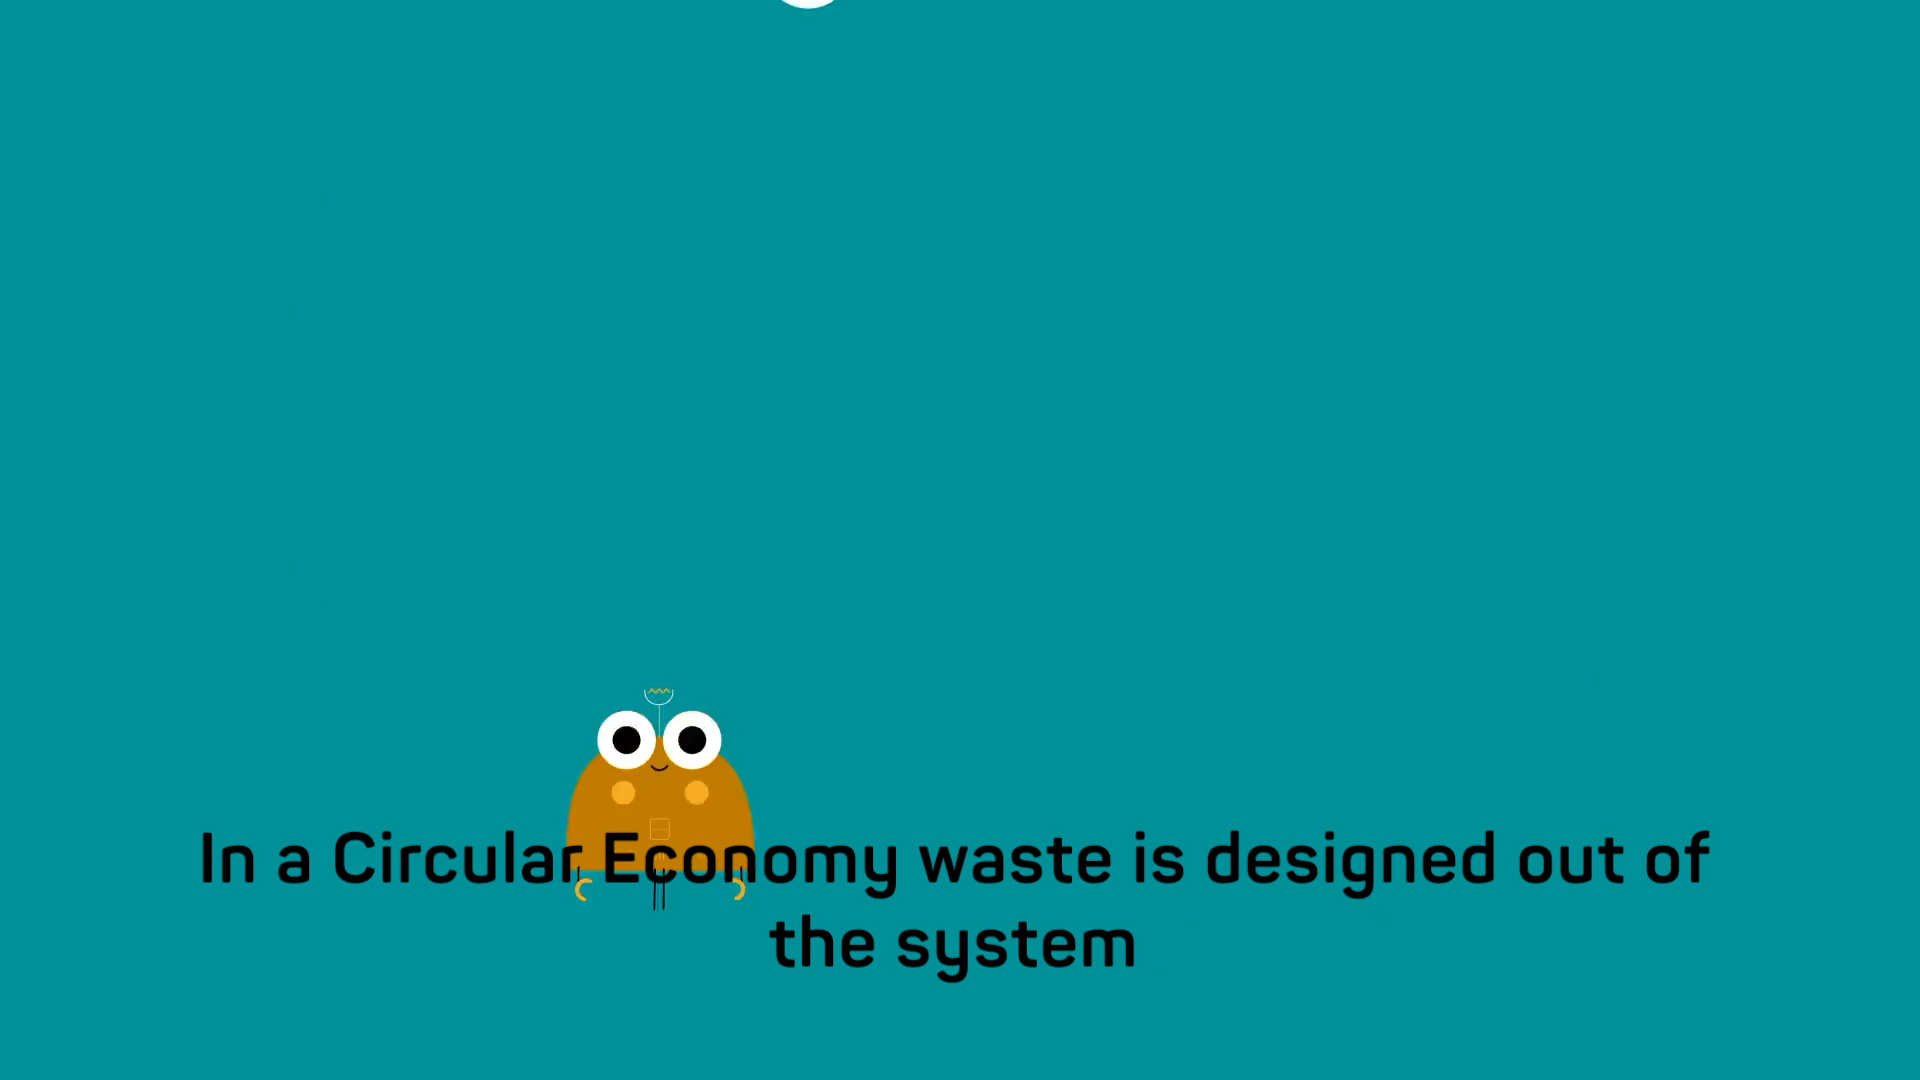 In a Circular Economy waste is designed out of
the system